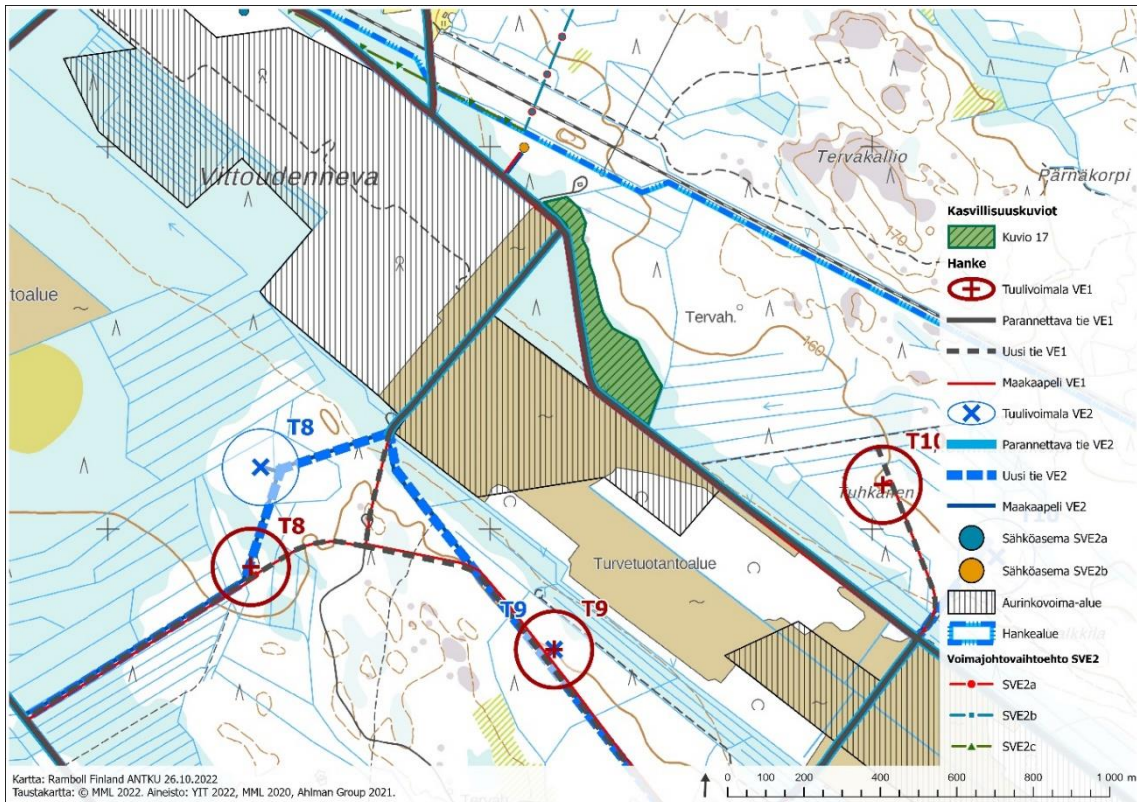 Vittoudenneva
Tervakallio
Pärnäkorpi
170
toalue
Tervah.
160
T8
T8
T10
Tuhkanen
Turvetuotantoalue
T9
T9
Kasvillisuuskuviot
Kuvio 17
Hanke
Tuulivoimala VE1
Parannettava tie VE1
Uusi tie VE1
Maakaapeli VE1
Tuulivoimala VE2
Parannettava tie VE2
Uusi tie VE2
Maakaapeli VE2
Sähköasema SVE2a
Sähköasema SVE2b
Aurinkovoima-alue
Hankealue
Voimajohtovaihtoehto SVE2
SVE2a
SVE2b
SVE2c
Kartta: Ramboll Finland ANTKU 26.10.2022
Taustakartta: © MML 2022. Aineisto: YIT 2022, MML 2020, Ahlman Group 2021.
Tervah.
0 200 400 600 800 1 000 m